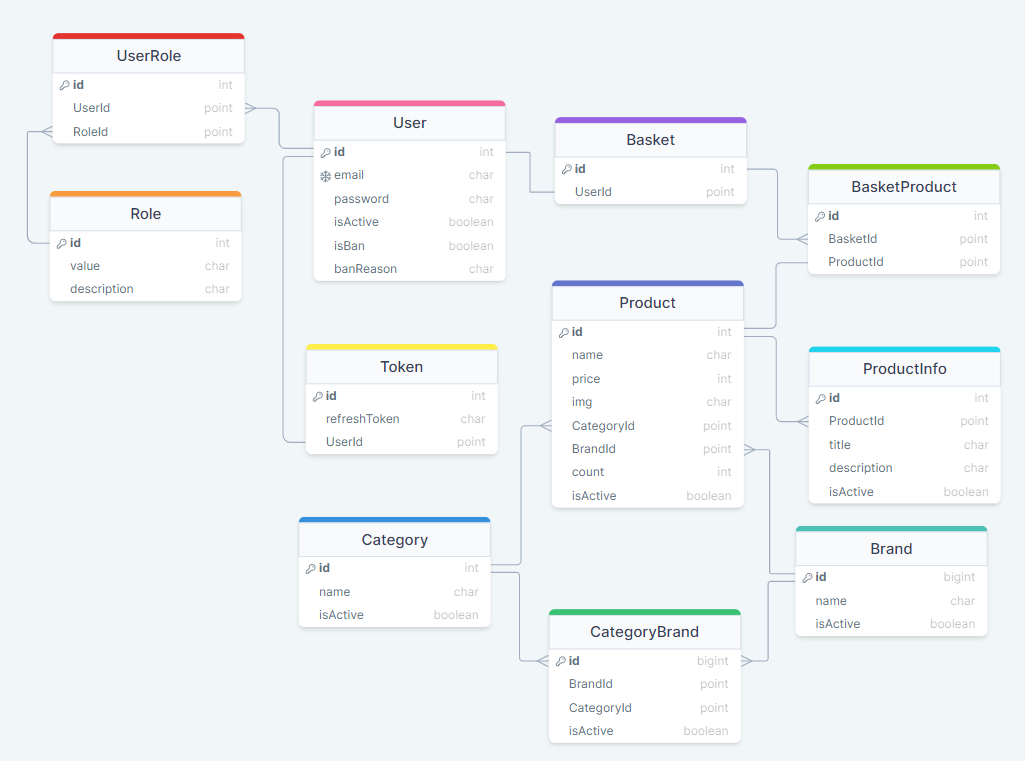 UserRole
id int
UserId point
RoleId point
Role
id int
value char
description char
User
id int
email char
password char
isActive boolean
isBan boolean
banReason char
Token
id int
refreshToken char
UserId point
Basket
id int
UserId point
BasketProduct
id int
BasketId point
ProductId point
Product
id int
name char
price int
img char
CategoryId point
BrandId point
count int
isActive boolean
ProductInfo
id int
ProductId point
title char
description char
isActive boolean
Category
id int
name char
isActive boolean
Brand
id bigint
name char
isActive boolean
CategoryBrand
id bigint
BrandId point
CategoryId point
isActive boolean